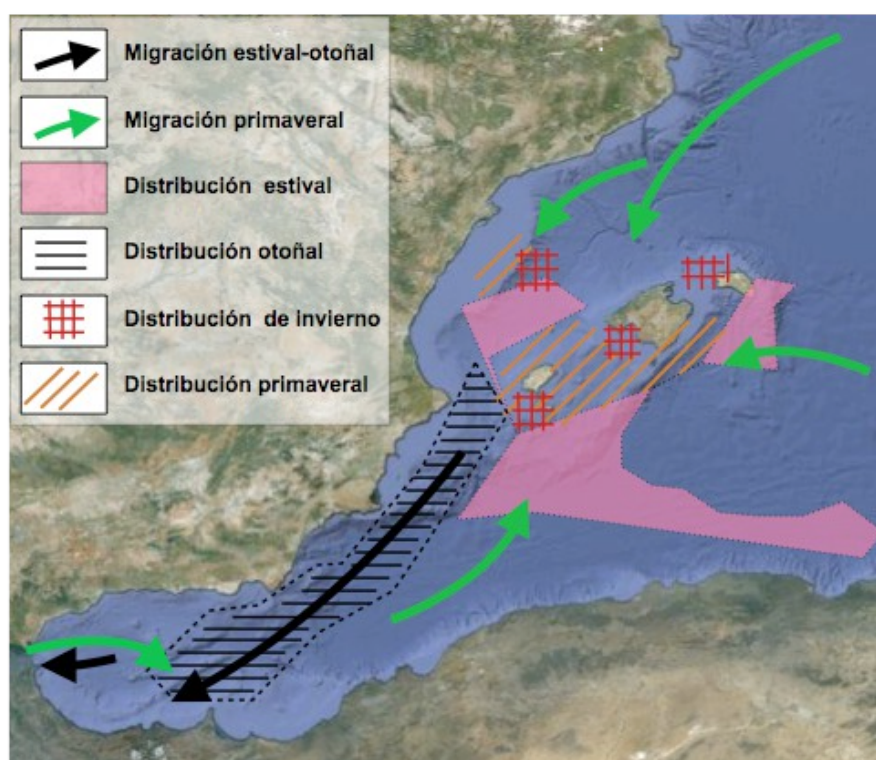 Migración estival-otoñal
Migración primaveral
Distribución estival
Distribución otoñal
Distribución de invierno
Distribución primaveral